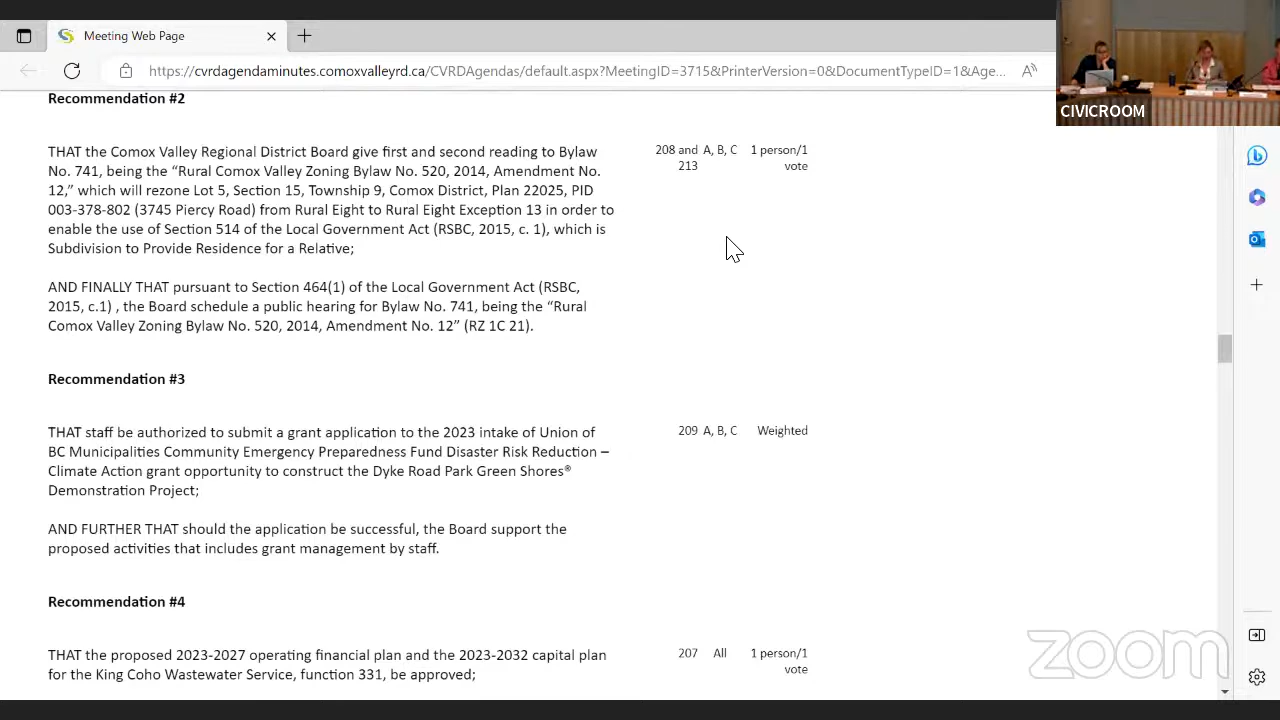 Meeting Web Page
https://cvrdagendaminutes.comoxvalleyrd.ca/CVRDAgendas/default.aspx?MeetingID=3715&PrinterVersion=0&DocumentTypeID=1&Age...
CIVICROOM
Recommendation #2
THAT the Comox Valley Regional District Board give first and second reading to Bylaw 208 and A, B, C 1 person/1
No. 741, being the “Rural Comox Valley Zoning Bylaw No. 520, 2014, Amendment No. 213 vote
12,” which will rezone Lot 5, Section 15, Township 9, Comox District, Plan 22025, PID
003-378-802 (3745 Piercy Road) from Rural Eight to Rural Eight Exception 13 in order to
enable the use of Section 514 of the Local Government Act (RSBC, 2015, c. 1), which is
Subdivision to Provide Residence for a Relative;
AND FINALLY THAT pursuant to Section 464(1) of the Local Government Act (RSBC,
2015, c.1) , the Board schedule a public hearing for Bylaw No. 741, being the “Rural
Comox Valley Zoning Bylaw No. 520, 2014, Amendment No. 12” (RZ 1C 21).
Recommendation #3
THAT staff be authorized to submit a grant application to the 2023 intake of Union of 209 A, B, C Weighted
BC Municipalities Community Emergency Preparedness Fund Disaster Risk Reduction –
Climate Action grant opportunity to construct the Dyke Road Park Green Shores®
Demonstration Project;
AND FURTHER THAT should the application be successful, the Board support the
proposed activities that includes grant management by staff.
Recommendation #4
THAT the proposed 2023-2027 operating financial plan and the 2023-2032 capital plan 207 All 1 person/1
for the King Coho Wastewater Service, function 331, be approved; vote
zoom